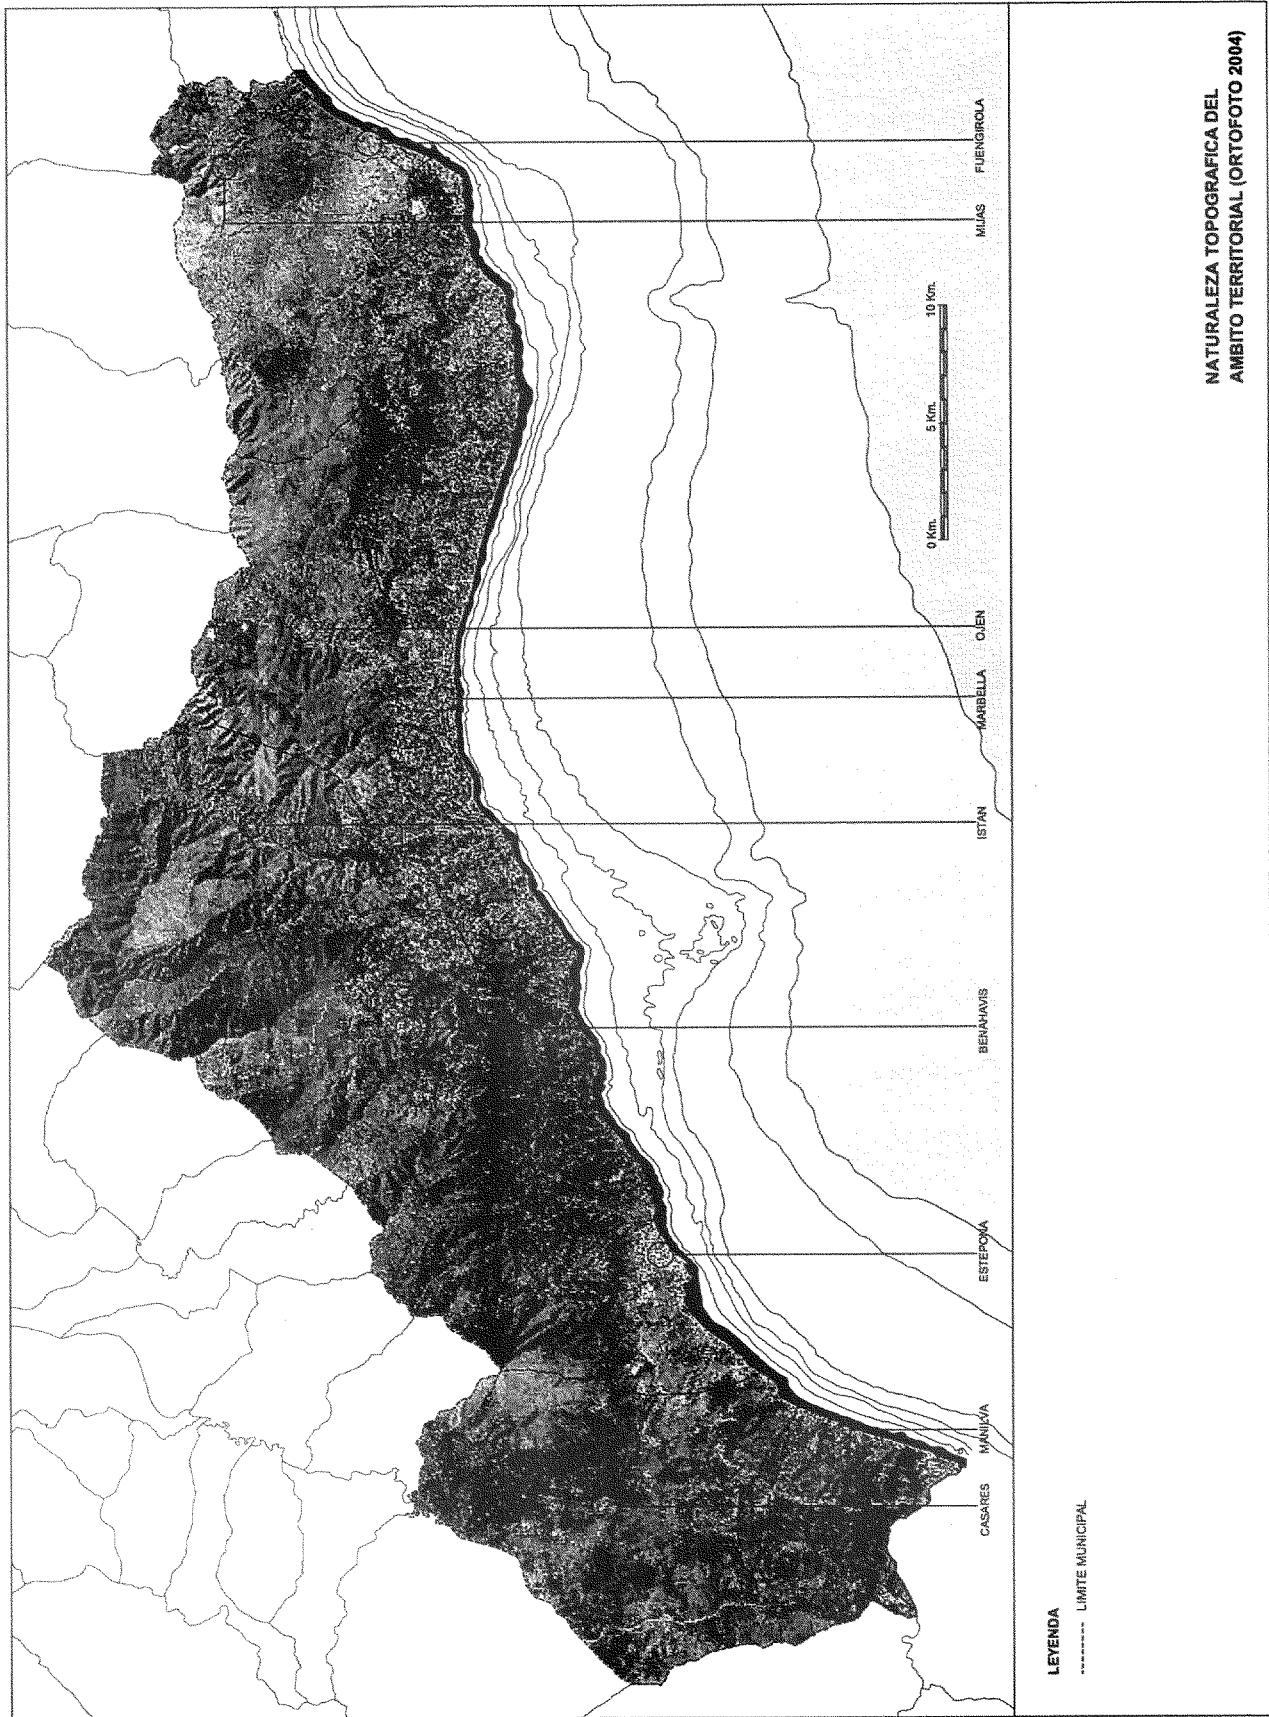 CASARES
MANILVA
ESTEPONA
BENAHAVIS
ISTAN
MARBELLA
OJEN
MIJAS
FUENGIROLA
0 Km.
5 Km.
10 Km.
LEYENDA
LIMITE MUNICIPAL
NATURALEZA TOPOGRAFICA DEL
AMBITO TERRITORIAL (ORTOFOTO 2004)